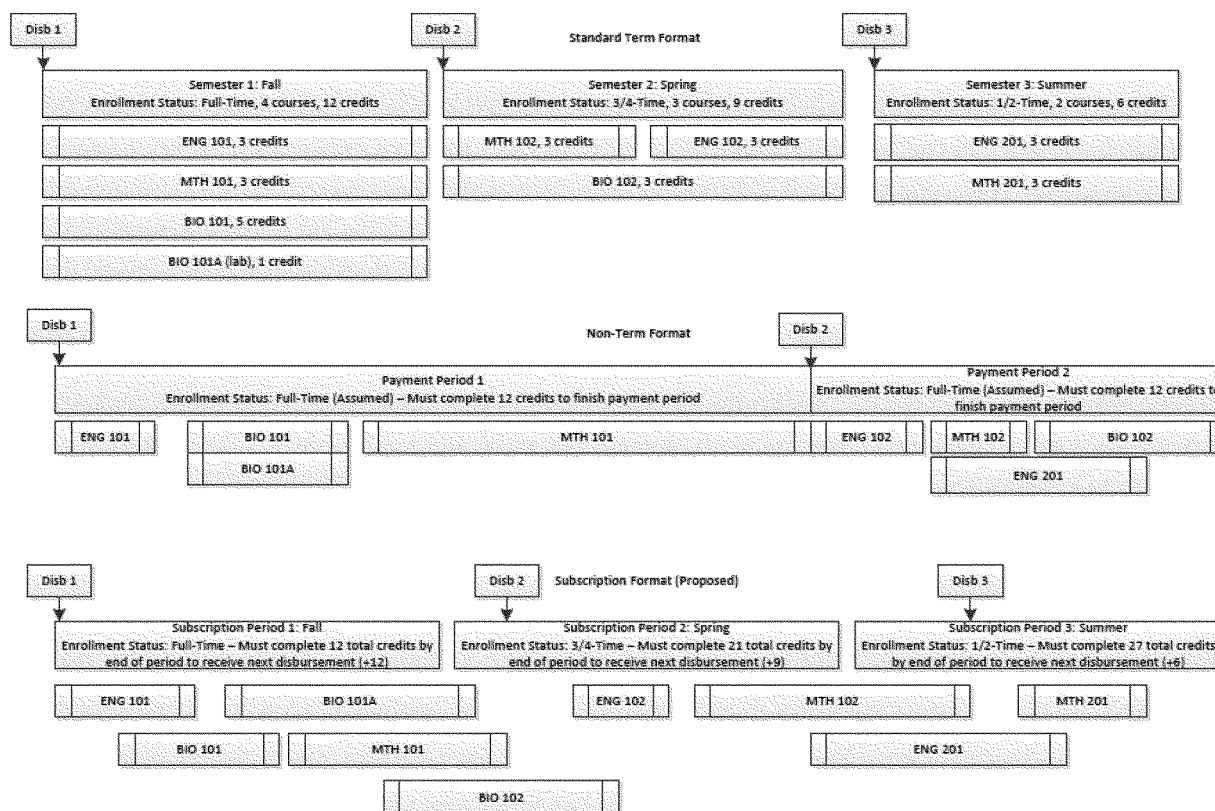 Disb 1
Disb 2
Standard Term Format
Disb 3
Semester 1: Fall
Enrollment Status: Full-Time, 4 courses, 12 credits
Semester 2: Spring
Enrollment Status: 3/4-Time, 3 courses, 9 credits
Semester 3: Summer
Enrollment Status: 1/2-Time, 2 courses, 6 credits
ENG 101, 3 credits
MTH 102, 3 credits
ENG 102, 3 credits
ENG 201, 3 credits
MTH 101, 3 credits
BIO 102, 3 credits
MTH 201, 3 credits
BIO 101, 5 credits
BIO 101A (lab), 1 credit
Disb 1
Non-Term Format
Disb 2
Payment Period 1
Enrollment Status: Full-Time (Assumed) – Must complete 12 credits to finish payment period
Payment Period 2
Enrollment Status: Full-Time (Assumed) – Must complete 12 credits to
finish payment period
ENG 101
BIO 101
MTH 101
ENG 102
MTH 102
BIO 102
BIO 101A
ENG 201
Disb 1
Disb 2
Subscription Format (Proposed)
Disb 3
Subscription Period 1: Fall
Enrollment Status: Full-Time – Must complete 12 total credits by
end of period to receive next disbursement (+12)
Subscription Period 2: Spring
Enrollment Status: 3/4-Time – Must complete 21 total credits by
end of period to receive next disbursement (+9)
Subscription Period 3: Summer
Enrollment Status: 1/2-Time – Must complete 27 total credits
by end of period to receive next disbursement (+6)
ENG 101
BIO 101A
ENG 102
MTH 102
MTH 201
BIO 101
MTH 101
ENG 201
BIO 102